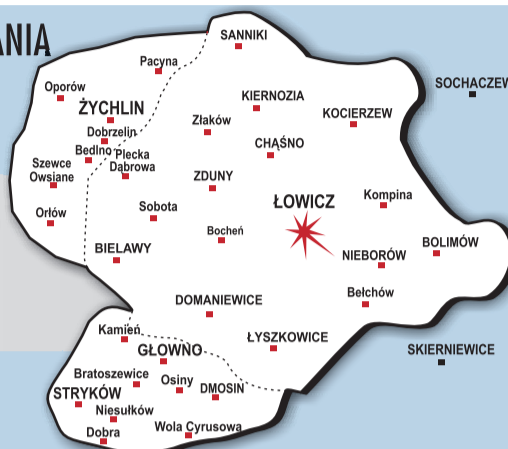 ANIA
SANNIKI
Pacyna
SOCHACZEW
Oporów
KIERNOZIA
ŻYCHLIN
KOCIERZEW
Złaków
Dobrzelin
CHĄŚNO
Bedlno
Plecka
Dąbrowa
Szewce
Owsiane
ZDUNY
Kompina
ŁOWICZ
Orłów
Sobota
Bocheń
BOLIMÓW
BIELAWY
NIEBORÓW
Bełchów
DOMANIEWICE
Kamień
ŁYSZKOWICE
GŁOWNO
SKIERNIEWICE
Bratoszewice
Osiny
DMOSIN
STRYKÓW
Niesułków
Wola Cyrusowa
Dobra